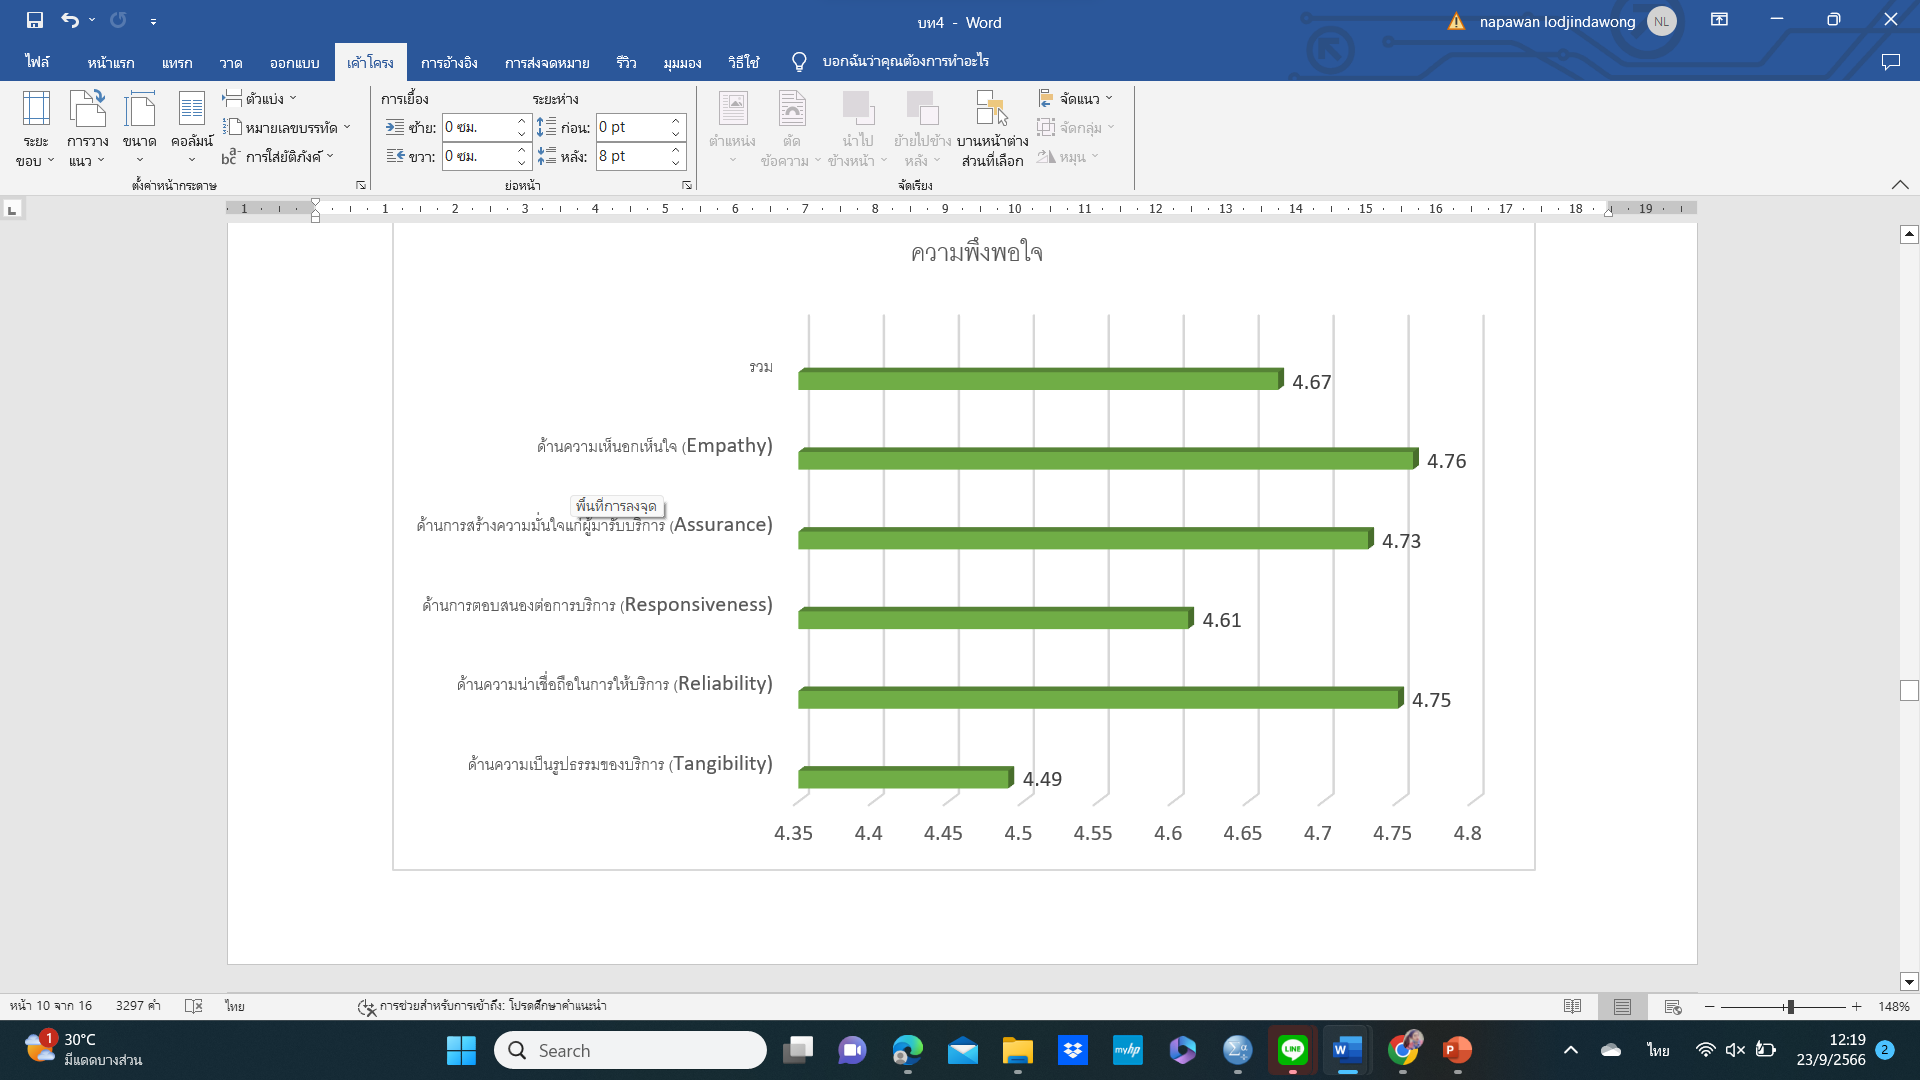 บท4 - Word
napawan lodjindawong
NL
ไฟล์
หน้าแรก
แทรก
วาด
ออกแบบ
เค้าโครง
การอ้างอิง
การส่งจดหมาย
รีวิว
มุมมอง
วิธีใช้
บอกฉันว่าคุณต้องการทำอะไร
ระยะ
ขอบ
การวาง
แนว
ขนาด
คอลัมน์
ตัวแบ่ง
หมายเลขบรรทัด
การใส่ยัติภังค์
ตั้งค่าหน้ากระดาษ
การเยื้อง
ระยะห่าง
ซ้าย: 0 ซม.
ก่อน: 0 pt
ขวา: 0 ซม.
หลัง: 8 pt
ย่อหน้า
ตำแหน่ง
ตัด
ข้อความ
นำไป
ข้างหน้า
ย้ายไปข้าง
หลัง
บานหน้าต่าง
ส่วนที่เลือก
จัดแนว
จัดกลุ่ม
หมุน
จัดเรียง
1 1 2 3 4 5 6 7 8 9 10 11 12 13 14 15 16 17 18 19
ความพึงพอใจ
รวม
4.67
ด้านความเห็นอกเห็นใจ (Empathy)
4.76
พื้นที่การลงจุด
ด้านการสร้างความมั่นใจแก่ผู้มารับบริการ (Assurance)
4.73
ด้านการตอบสนองต่อการบริการ (Responsiveness)
4.61
ด้านความน่าเชื่อถือในการให้บริการ (Reliability)
4.75
ด้านความเป็นรูปธรรมของบริการ (Tangibility)
4.49
4.35 4.4 4.45 4.5 4.55 4.6 4.65 4.7 4.75 4.8
หน้า 10 จาก 16
3297 คำ
ไทย
การช่วยสำหรับการเข้าถึง: โปรดศึกษาคำแนะนำ
148%
1
30°C
มีแดดบางส่วน
Search
myhp
LINE
W
P
ไทย
12:19
23/9/2566
2